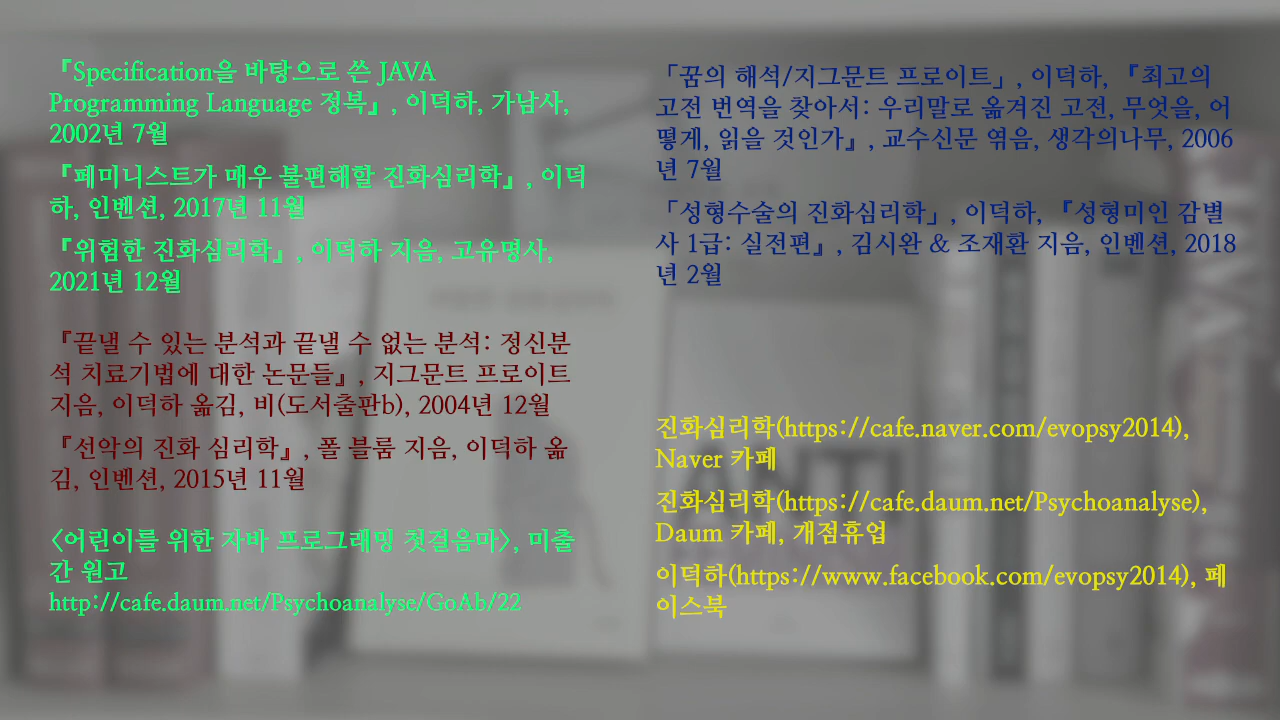 『Specification을 바탕으로 쓴 JAVA
Programming Language 정복』, 이덕하, 가남사,
2002년 7월
『페미니스트가 매우 불편해할 진화심리학』, 이덕
하, 인벤션, 2017년 11월
『위험한 진화심리학』, 이덕하 지음, 고유명사,
2021년 12월
『끝낼 수 있는 분석과 끝낼 수 없는 분석: 정신분
석 치료기법에 대한 논문들』, 지그문트 프로이트
지음, 이덕하 옮김, 비(도서출판b), 2004년 12월
『선악의 진화 심리학』, 폴 블룸 지음, 이덕하 옮
김, 인벤션, 2015년 11월
<어린이를 위한 자바 프로그래밍 첫걸음마>, 미출
간 원고
http://cafe.daum.net/Psychoanalyse/GoAb/22
「꿈의 해석/지그문트 프로이트」, 이덕하, 『최고의
고전 번역을 찾아서: 우리말로 옮겨진 고전, 무엇을, 어
떻게, 읽을 것인가』, 교수신문 엮음, 생각의나무, 2006
년 7월
「성형수술의 진화심리학」, 이덕하, 『성형미인 감별
사 1급: 실전편』, 김시완 & 조재환 지음, 인벤션, 2018
년 2월
진화심리학(https://cafe.naver.com/evopsy2014),
Naver 카페
진화심리학(https://cafe.daum.net/Psychoanalyse),
Daum 카페, 개점휴업
이덕하(https://www.facebook.com/evopsy2014), 페
이스북